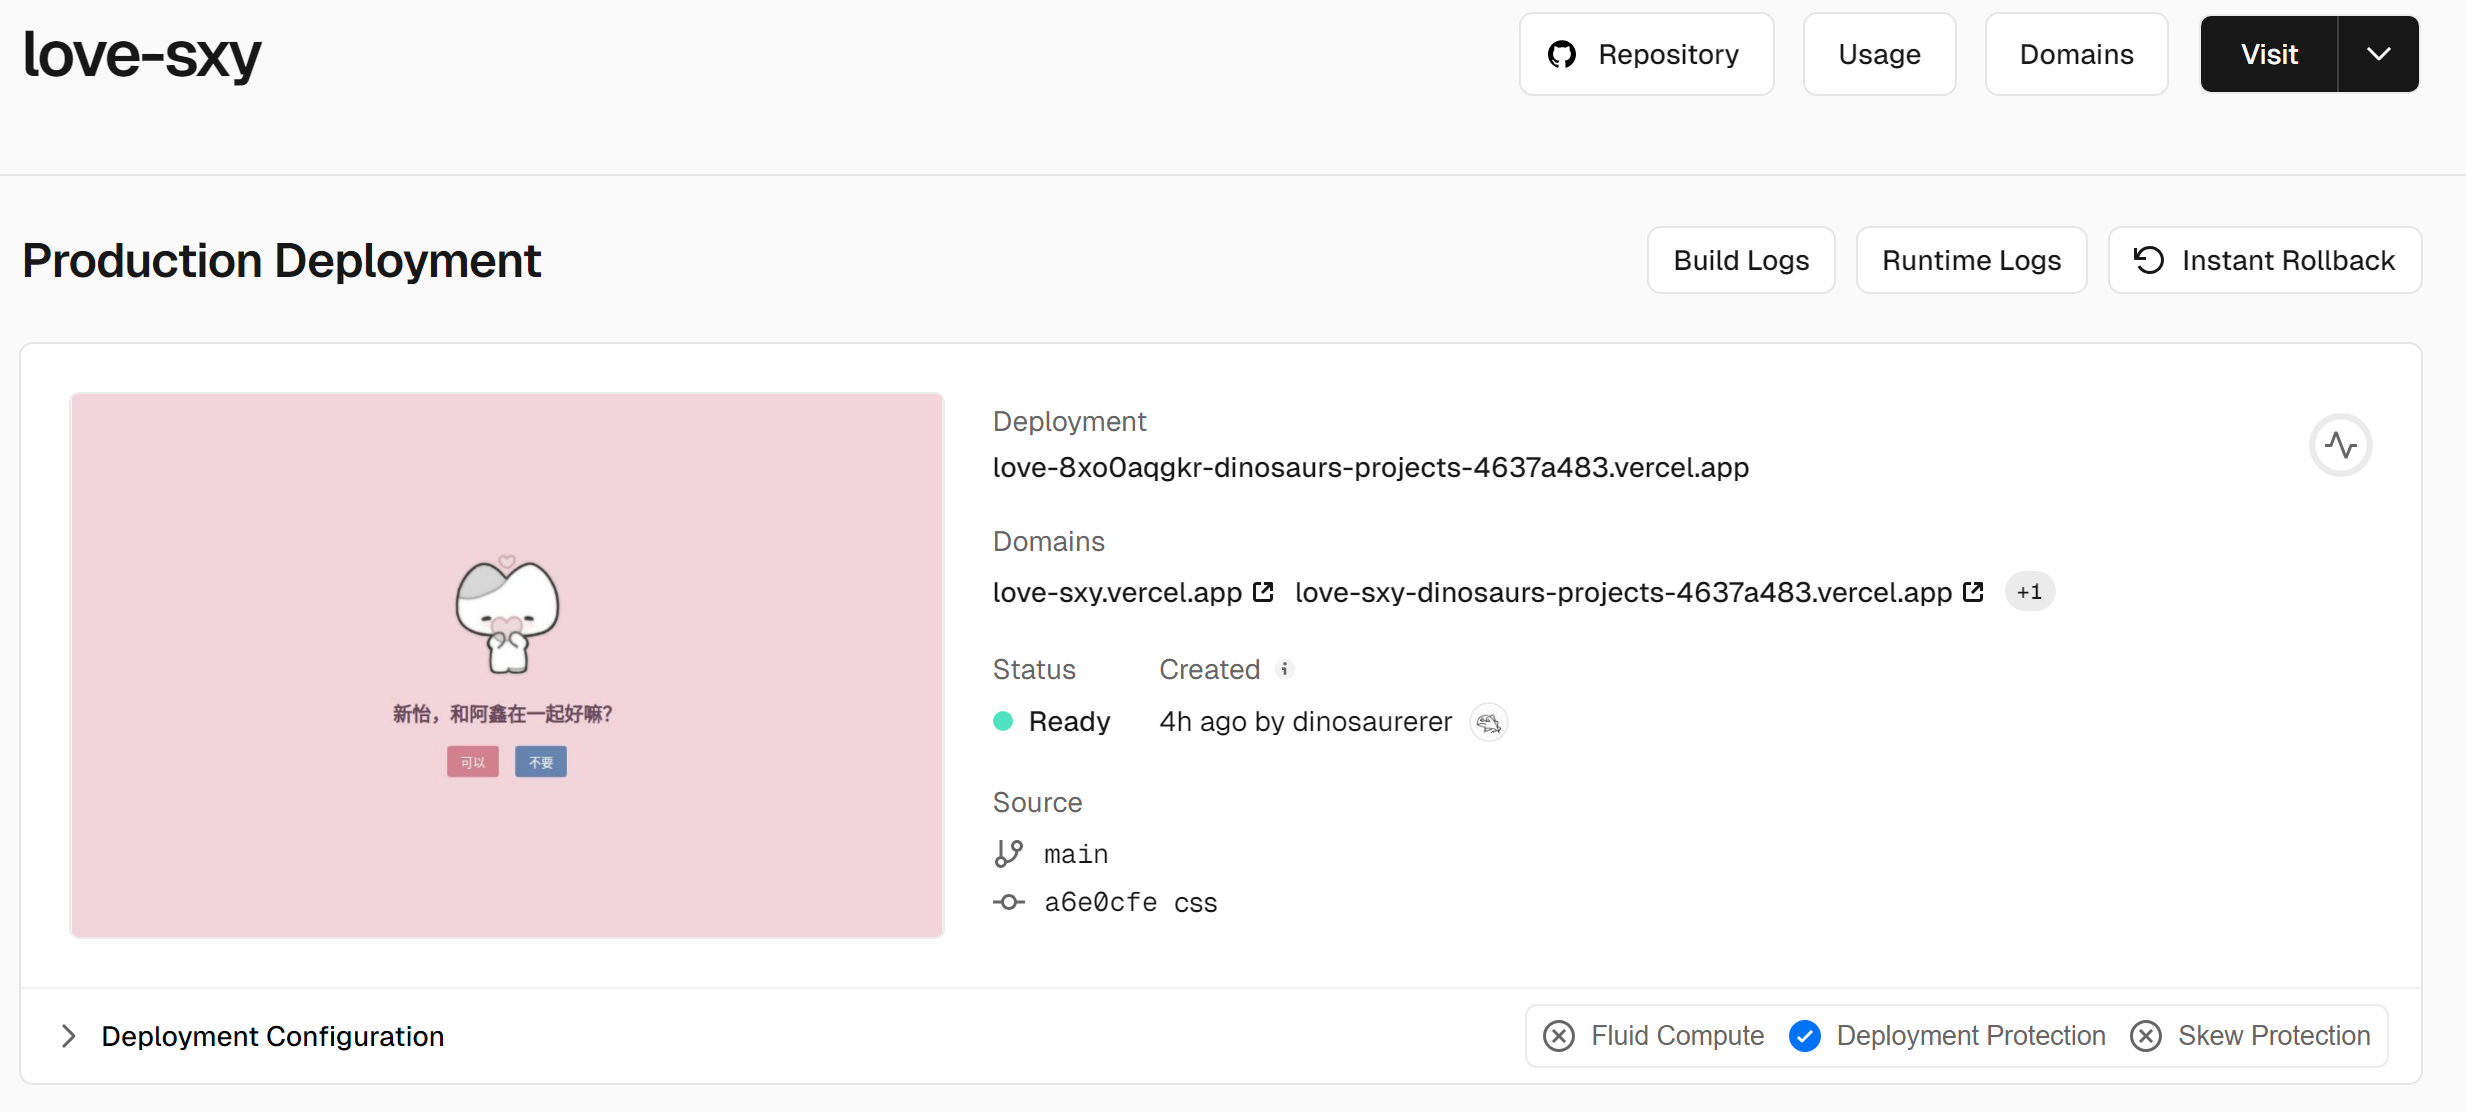 love-sxy
Repository
Usage
Domains
Visit
Production Deployment
Build Logs
Runtime Logs
Instant Rollback
新怡，和阿鑫在一起好嘛？
可以
不要
Deployment
love-8xo0aqgkr-dinosaurs-projects-4637a483.vercel.app
Domains
love-sxy.vercel.app love-sxy-dinosaurs-projects-4637a483.vercel.app +1
Status Created
Ready 4h ago by dinosaurerer
Source
main
a6e0cfe css
Deployment Configuration
Fluid Compute Deployment Protection Skew Protection